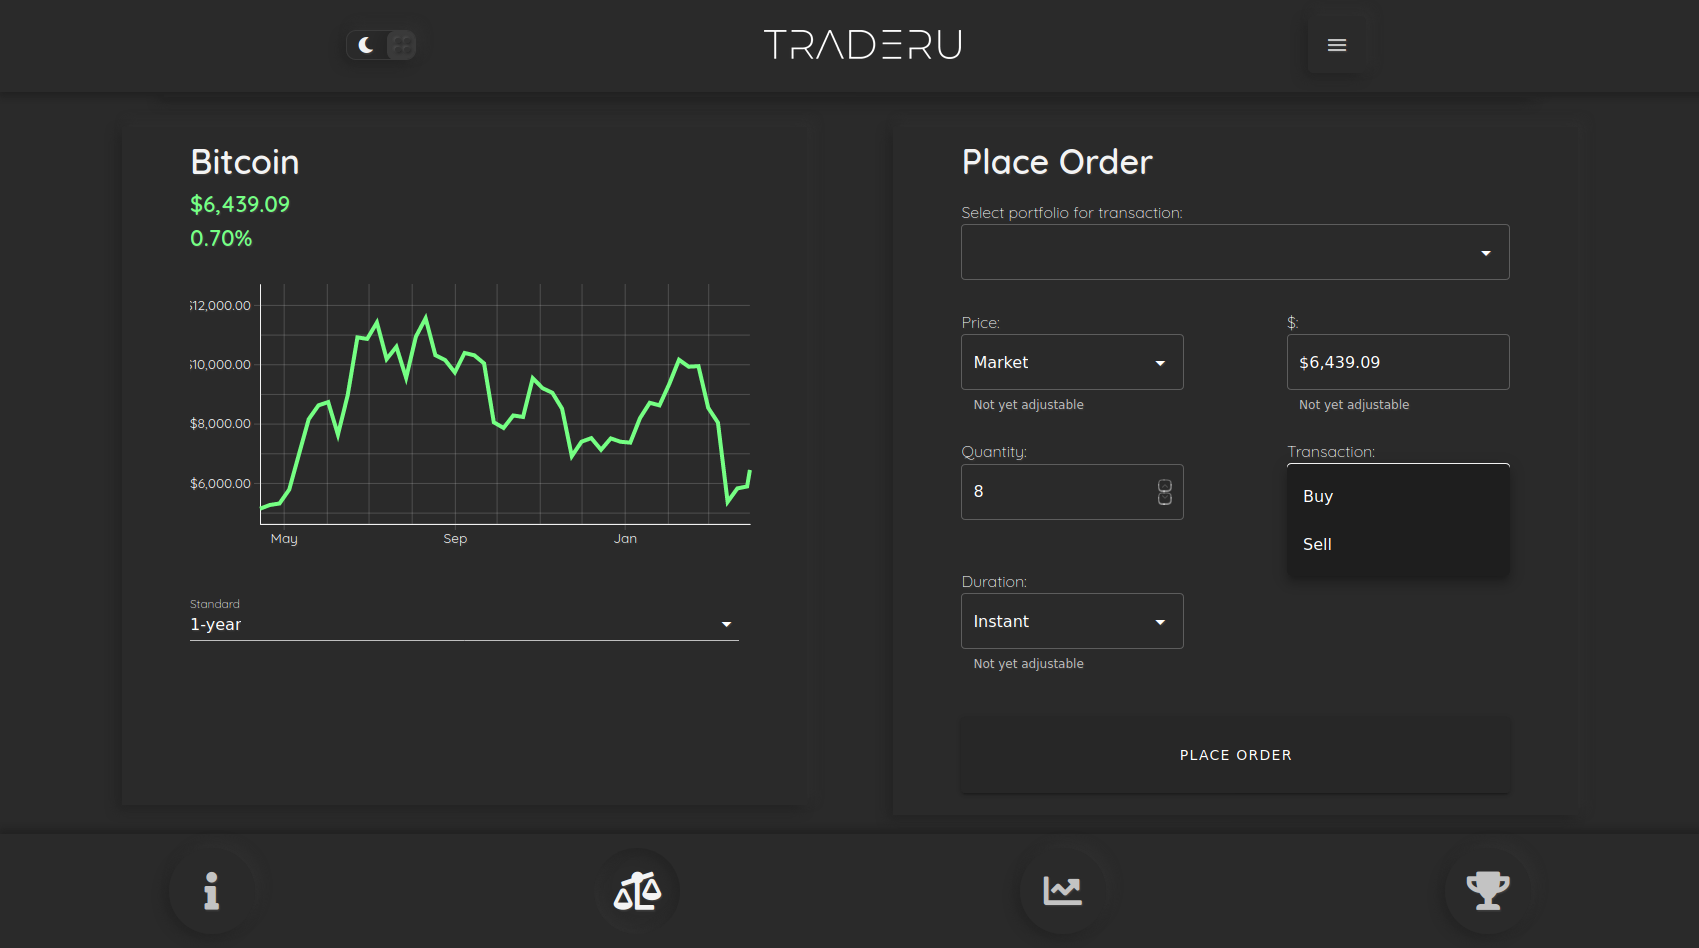 TRADERU
Bitcoin
$6,439.09
0.70%
$12,000.00
$10,000.00
$8,000.00
$6,000.00
May Sep Jan
Standard
1-year
Place Order
Select portfolio for transaction:
Price: $:
Market $6,439.09
Not yet adjustable Not yet adjustable
Quantity: Transaction:
8 Buy
Sell
Duration:
Instant
Not yet adjustable
PLACE ORDER